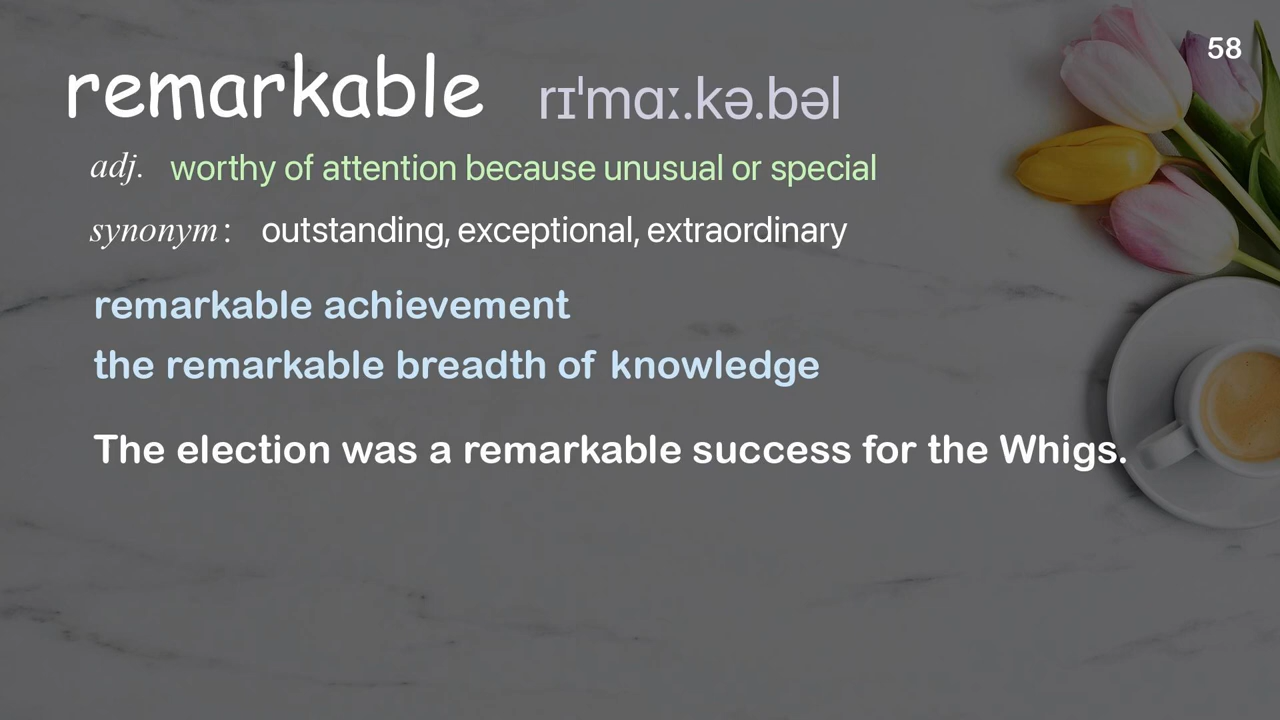 58
remarkable rɪˈmɑː.kə.bəl
adj. worthy of attention because unusual or special
synonym: outstanding, exceptional, extraordinary
remarkable achievement
the remarkable breadth of knowledge
The election was a remarkable success for the Whigs.